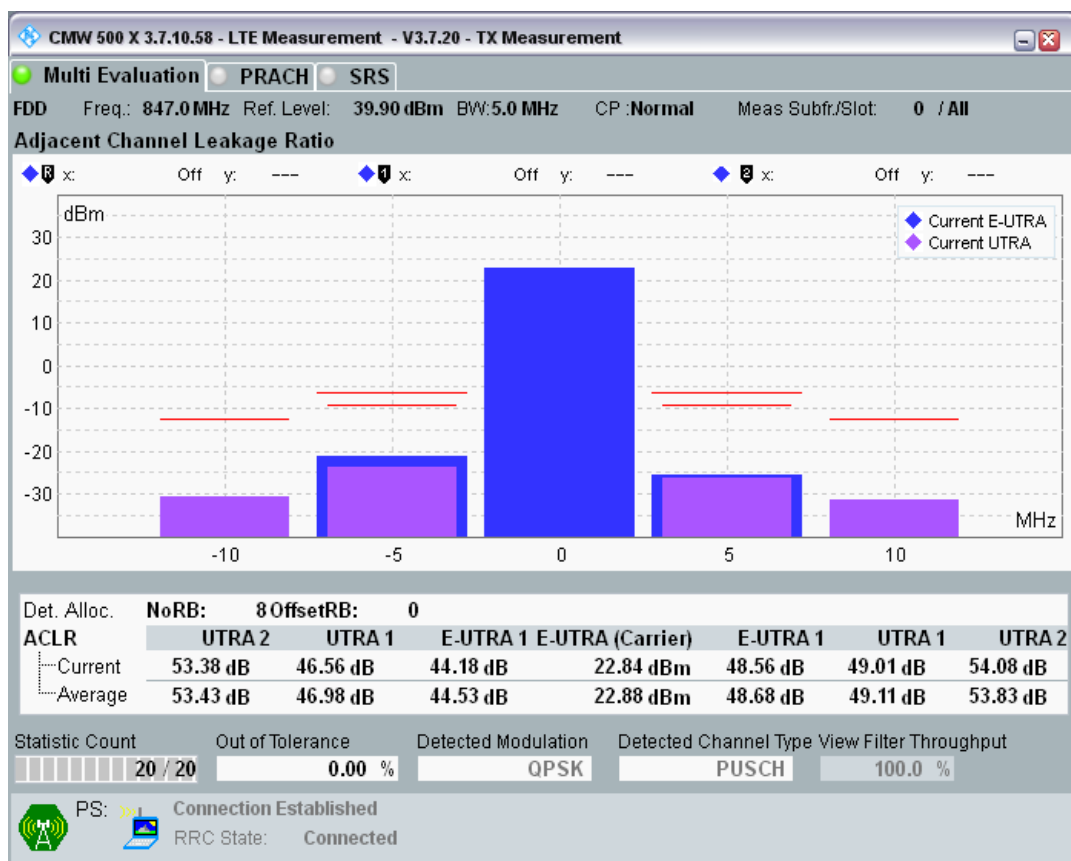 CMW 500 X 3.7.10.58 - LTE Measurement - V3.7.20 - TX Measurement
Multi Evaluation PRACH SRS
FDD Freq.: 847.0 MHz Ref. Level: 39.90 dBm BW:5.0 MHz CP :Normal Meas Subfr./Slot: 0 / All
Adjacent Channel Leakage Ratio
R x: Off y: --- 1 x: Off y: --- 2 x: Off y: ---
dBm
Current E-UTRA
Current UTRA
30
20
10
0
-10
-20
-30
MHz
-10 -5 0 5 10
Det. Alloc. NoRB: 8 OffsetRB: 0
ACLR UTRA 2 UTRA 1 E-UTRA 1 E-UTRA (Carrier) E-UTRA 1 UTRA 1 UTRA 2
Current 53.38 dB 46.56 dB 44.18 dB 22.84 dBm 48.56 dB 49.01 dB 54.08 dB
Average 53.43 dB 46.98 dB 44.53 dB 22.88 dBm 48.68 dB 49.11 dB 53.83 dB
Statistic Count Out of Tolerance Detected Modulation Detected Channel Type View Filter Throughput
20 / 20 0.00 % QPSK PUSCH 100.0 %
PS: Connection Established
RRC State: Connected